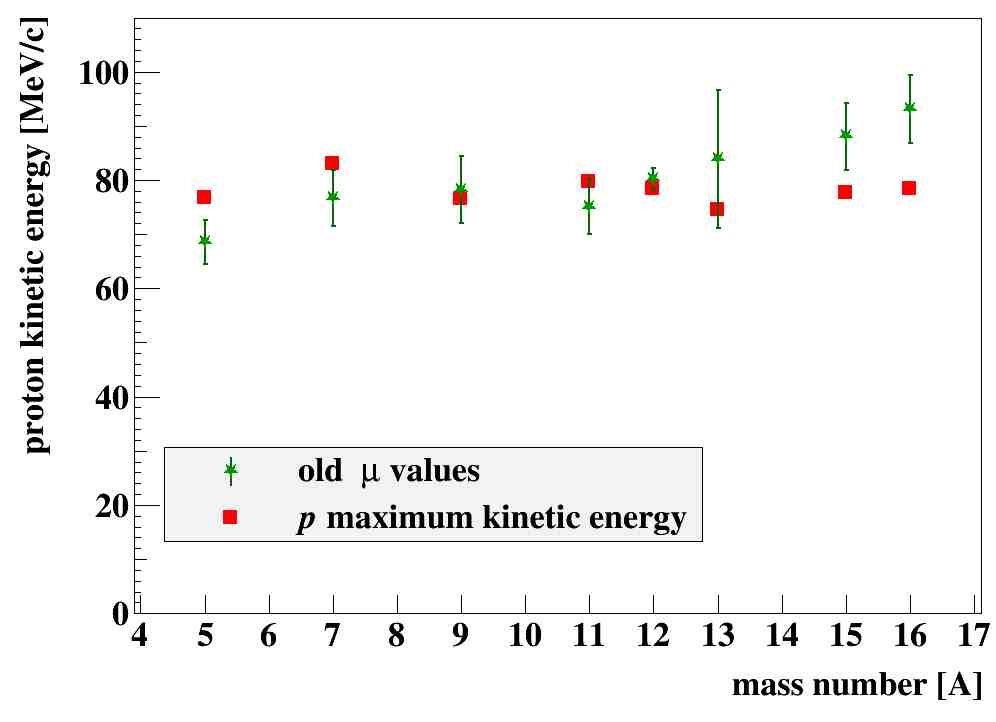 proton kinetic energy [MeV/c]
100
80
60
40
20
0
old μ values
p maximum kinetic energy
4 5 6 7 8 9 10 11 12 13 14 15 16 17
mass number [A]